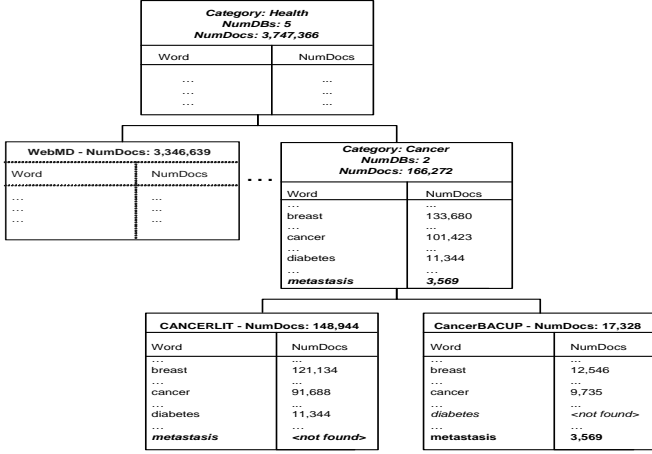 Category: Health
NumDBs: 5
NumDocs: 3,747,366
Word NumDocs
... ...
... ...
... ...
WebMD - NumDocs: 3,346,639
Word NumDocs
... ...
... ...
... ...
...
Category: Cancer
NumDBs: 2
NumDocs: 166,272
Word NumDocs
... ...
breast 133,680
... ...
cancer 101,423
... ...
diabetes 11,344
... ...
metastasis 3,569
CANCERLIT - NumDocs: 148,944
Word NumDocs
... ...
breast 121,134
... ...
cancer 91,688
... ...
diabetes 11,344
... ...
metastasis <not found>
CancerBACUP - NumDocs: 17,328
Word NumDocs
... ...
breast 12,546
... ...
cancer 9,735
... ...
diabetes <not found>
... ...
metastasis 3,569